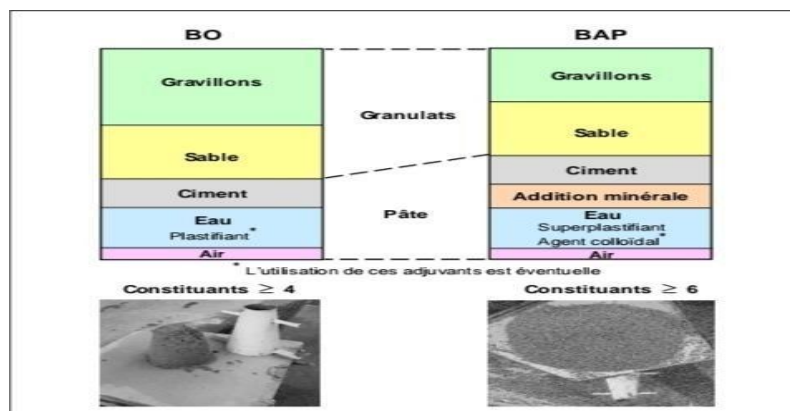 BO
BAP
Gravillons
Gravillons
Granulats
Sable
Sable
Ciment
Ciment
Addition minérale
Pâte
Eau
Plastifiant*
Eau
Superplastifiant
Agent colloïdal*
Air
Air
* L'utilisation de ces adjuvants est éventuelle
Constituants ≥ 4
Constituants ≥ 6